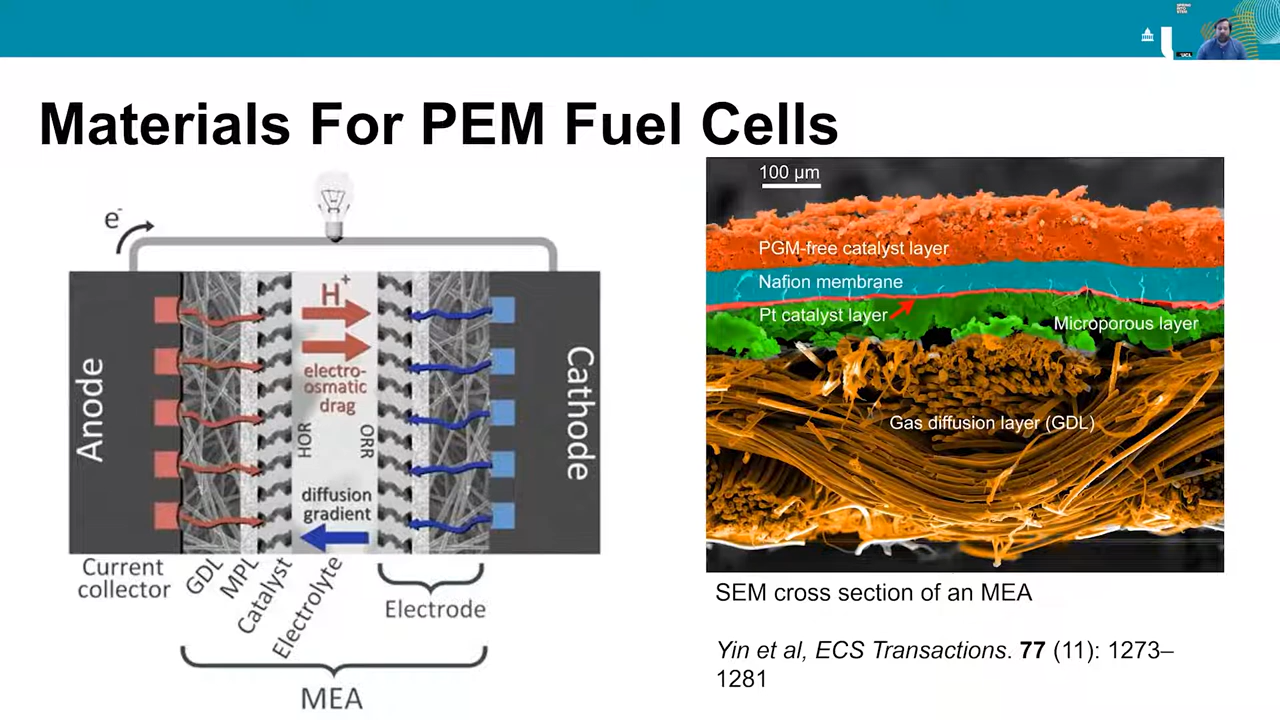 UCL
Materials For PEM Fuel Cells
e-
H+
electro-
osmatic
drag
HOR
ORR
diffusion
gradient
Anode
Cathode
Current
collector
GDL
MPL
Catalyst
Electrolyte
Electrode
MEA
100 µm
PGM-free catalyst layer
Nafion membrane
Pt catalyst layer
Microporous layer
Gas diffusion layer (GDL)
SEM cross section of an MEA
Yin et al, ECS Transactions. 77 (11): 1273–
1281